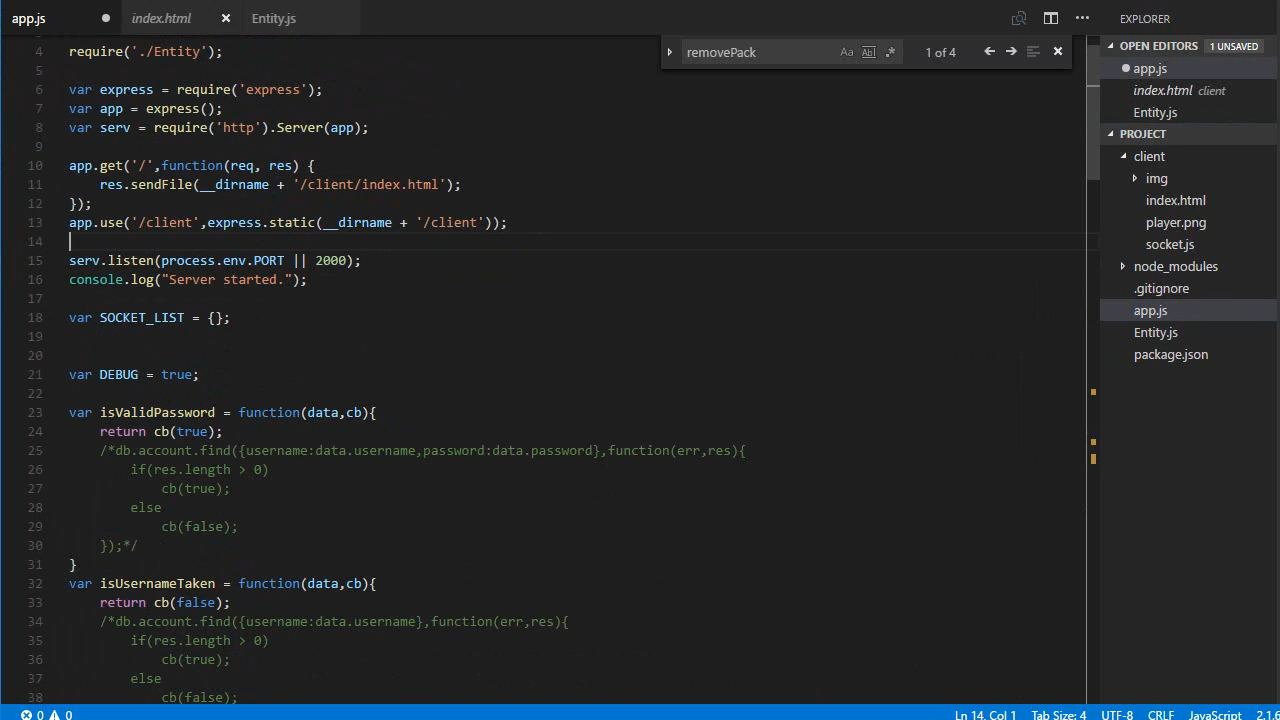 app.js
index.html
Entity.js
EXPLORER
removePack
Aa
Abl
.*
1 of 4
OPEN EDITORS 1 UNSAVED
app.js
index.html client
Entity.js
PROJECT
client
img
index.html
player.png
socket.js
node_modules
.gitignore
app.js
Entity.js
package.json
4 require('./Entity');
5
6 var express = require('express');
7 var app = express();
8 var serv = require('http').Server(app);
9
10 app.get('/',function(req, res) {
11     res.sendFile(__dirname + '/client/index.html');
12 });
13 app.use('/client',express.static(__dirname + '/client'));
14
15 serv.listen(process.env.PORT || 2000);
16 console.log("Server started.");
17
18 var SOCKET_LIST = {};
19
20
21 var DEBUG = true;
22
23 var isValidPassword = function(data,cb){
24     return cb(true);
25     /*db.account.find({username:data.username,password:data.password},function(err,res){
26         if(res.length > 0)
27             cb(true);
28         else
29             cb(false);
30     });*/
31 }
32 var isUsernameTaken = function(data,cb){
33     return cb(false);
34     /*db.account.find({username:data.username},function(err,res){
35         if(res.length > 0)
36             cb(true);
37         else
38             cb(false);
0 0
Ln 14, Col 1 Tab Size: 4 UTF-8 CRLF JavaScript 2.1.6